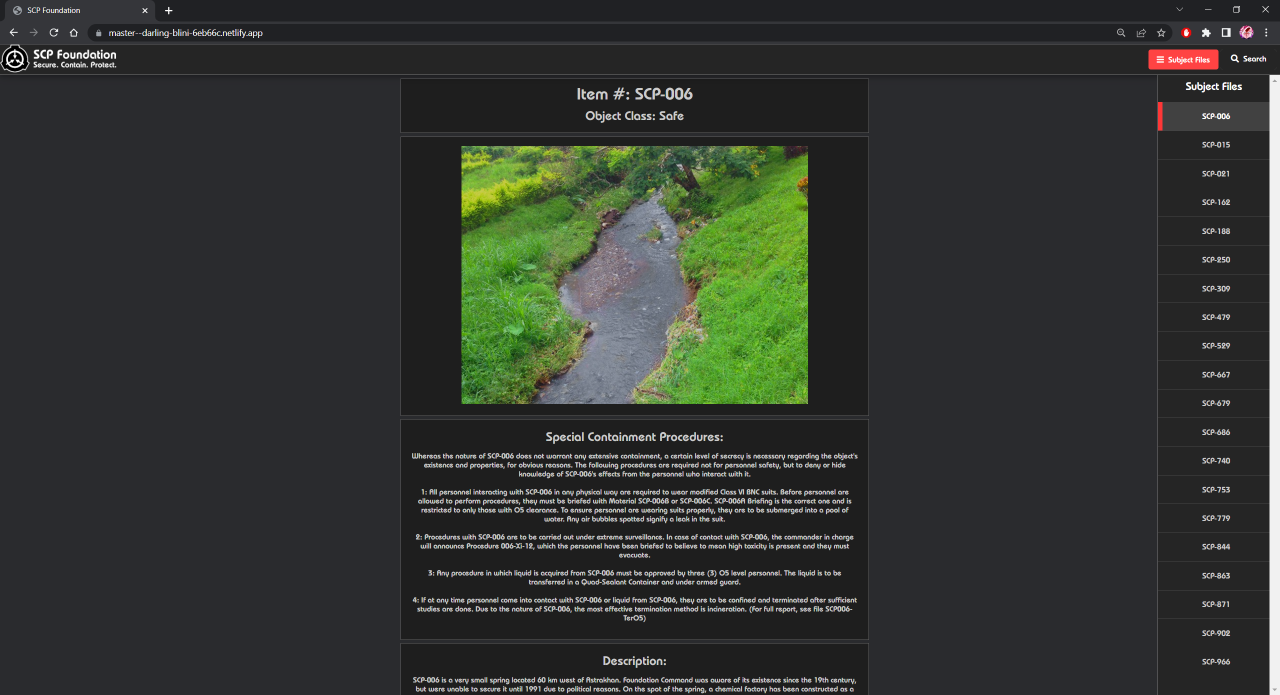 SCP Foundation
master--darling-blini-6eb66c.netlify.app
SCP Foundation
Secure. Contain. Protect.
Subject Files
Search
Item #: SCP-006
Object Class: Safe
Special Containment Procedures:
Whereas the nature of SCP-006 does not warrant any extensive containment, a certain level of secrecy is necessary regarding the object's
existence and properties, for obvious reasons. The following procedures are required not for personnel safety, but to deny or hide
knowledge of SCP-006's effects from the personnel who interact with it.
1: All personnel interacting with SCP-006 in any physical way are required to wear modified Class VI BNC suits. Before personnel are
allowed to perform procedures, they must be briefed with Material SCP-006B or SCP-006C. SCP-006A Briefing is the correct one and is
restricted to only those with O5 clearance. To ensure personnel are wearing suits properly, they are to be submerged into a pool of
water. Any air bubbles spotted signify a leak in the suit.
2: Procedures with SCP-006 are to be carried out under extreme surveillance. In case of contact with SCP-006, the commander in charge
will announce Procedure 006-Xi-12, which the personnel have been briefed to believe to mean high toxicity is present and they must
evacuate.
3: Any procedure in which liquid is acquired from SCP-006 must be approved by three (3) O5 level personnel. The liquid is to be
transferred in a Quad-Sealant Container and under armed guard.
4: If at any time personnel come into contact with SCP-006 or liquid from SCP-006, they are to be confined and terminated after sufficient
studies are done. Due to the nature of SCP-006, the most effective termination method is incineration. (for full report, see file SCP006-
TerO5)
Description:
SCP-006 is a very small spring located 60 km west of Astrakhan. Foundation Command was aware of its existence since the 19th century,
but were unable to secure it until 1991 due to political reasons. On the spot of the spring, a chemical factory has been constructed as a
Subject Files
SCP-006
SCP-015
SCP-021
SCP-162
SCP-188
SCP-250
SCP-309
SCP-479
SCP-529
SCP-667
SCP-679
SCP-686
SCP-740
SCP-753
SCP-779
SCP-844
SCP-863
SCP-871
SCP-902
SCP-966